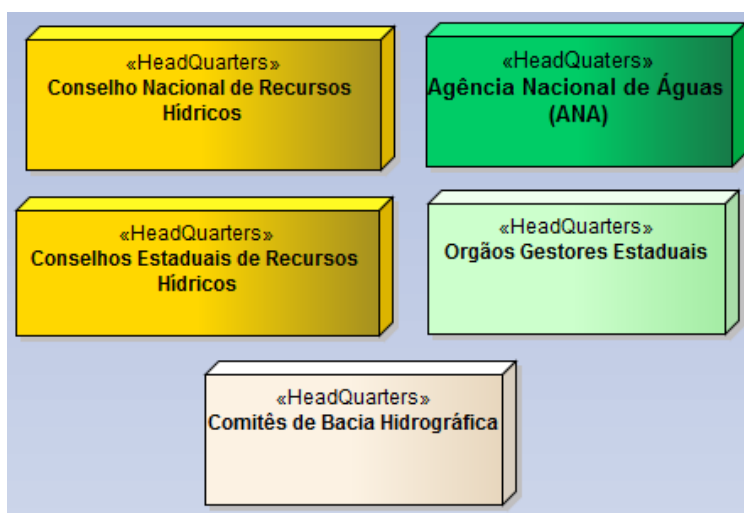 «HeadQuarters»
Conselho Nacional de Recursos
Hídricos
«HeadQuaters»
Agência Nacional de Águas
(ANA)
«HeadQuarters»
Conselhos Estaduais de Recursos
Hídricos
«HeadQuarters»
Orgãos Gestores Estaduais
«HeadQuarters»
Comitês de Bacia Hidrográfica